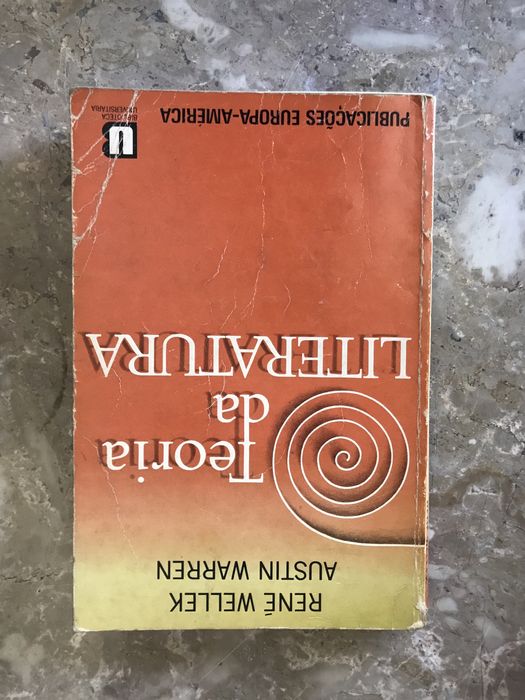 RENÉ WELLEK
AUSTIN WARREN
Teoria
da
LITERATURA
PUBLICAÇÕES EUROPA-AMÉRICA
U
BIBLIOTECA
UNIVERSITÁRIA